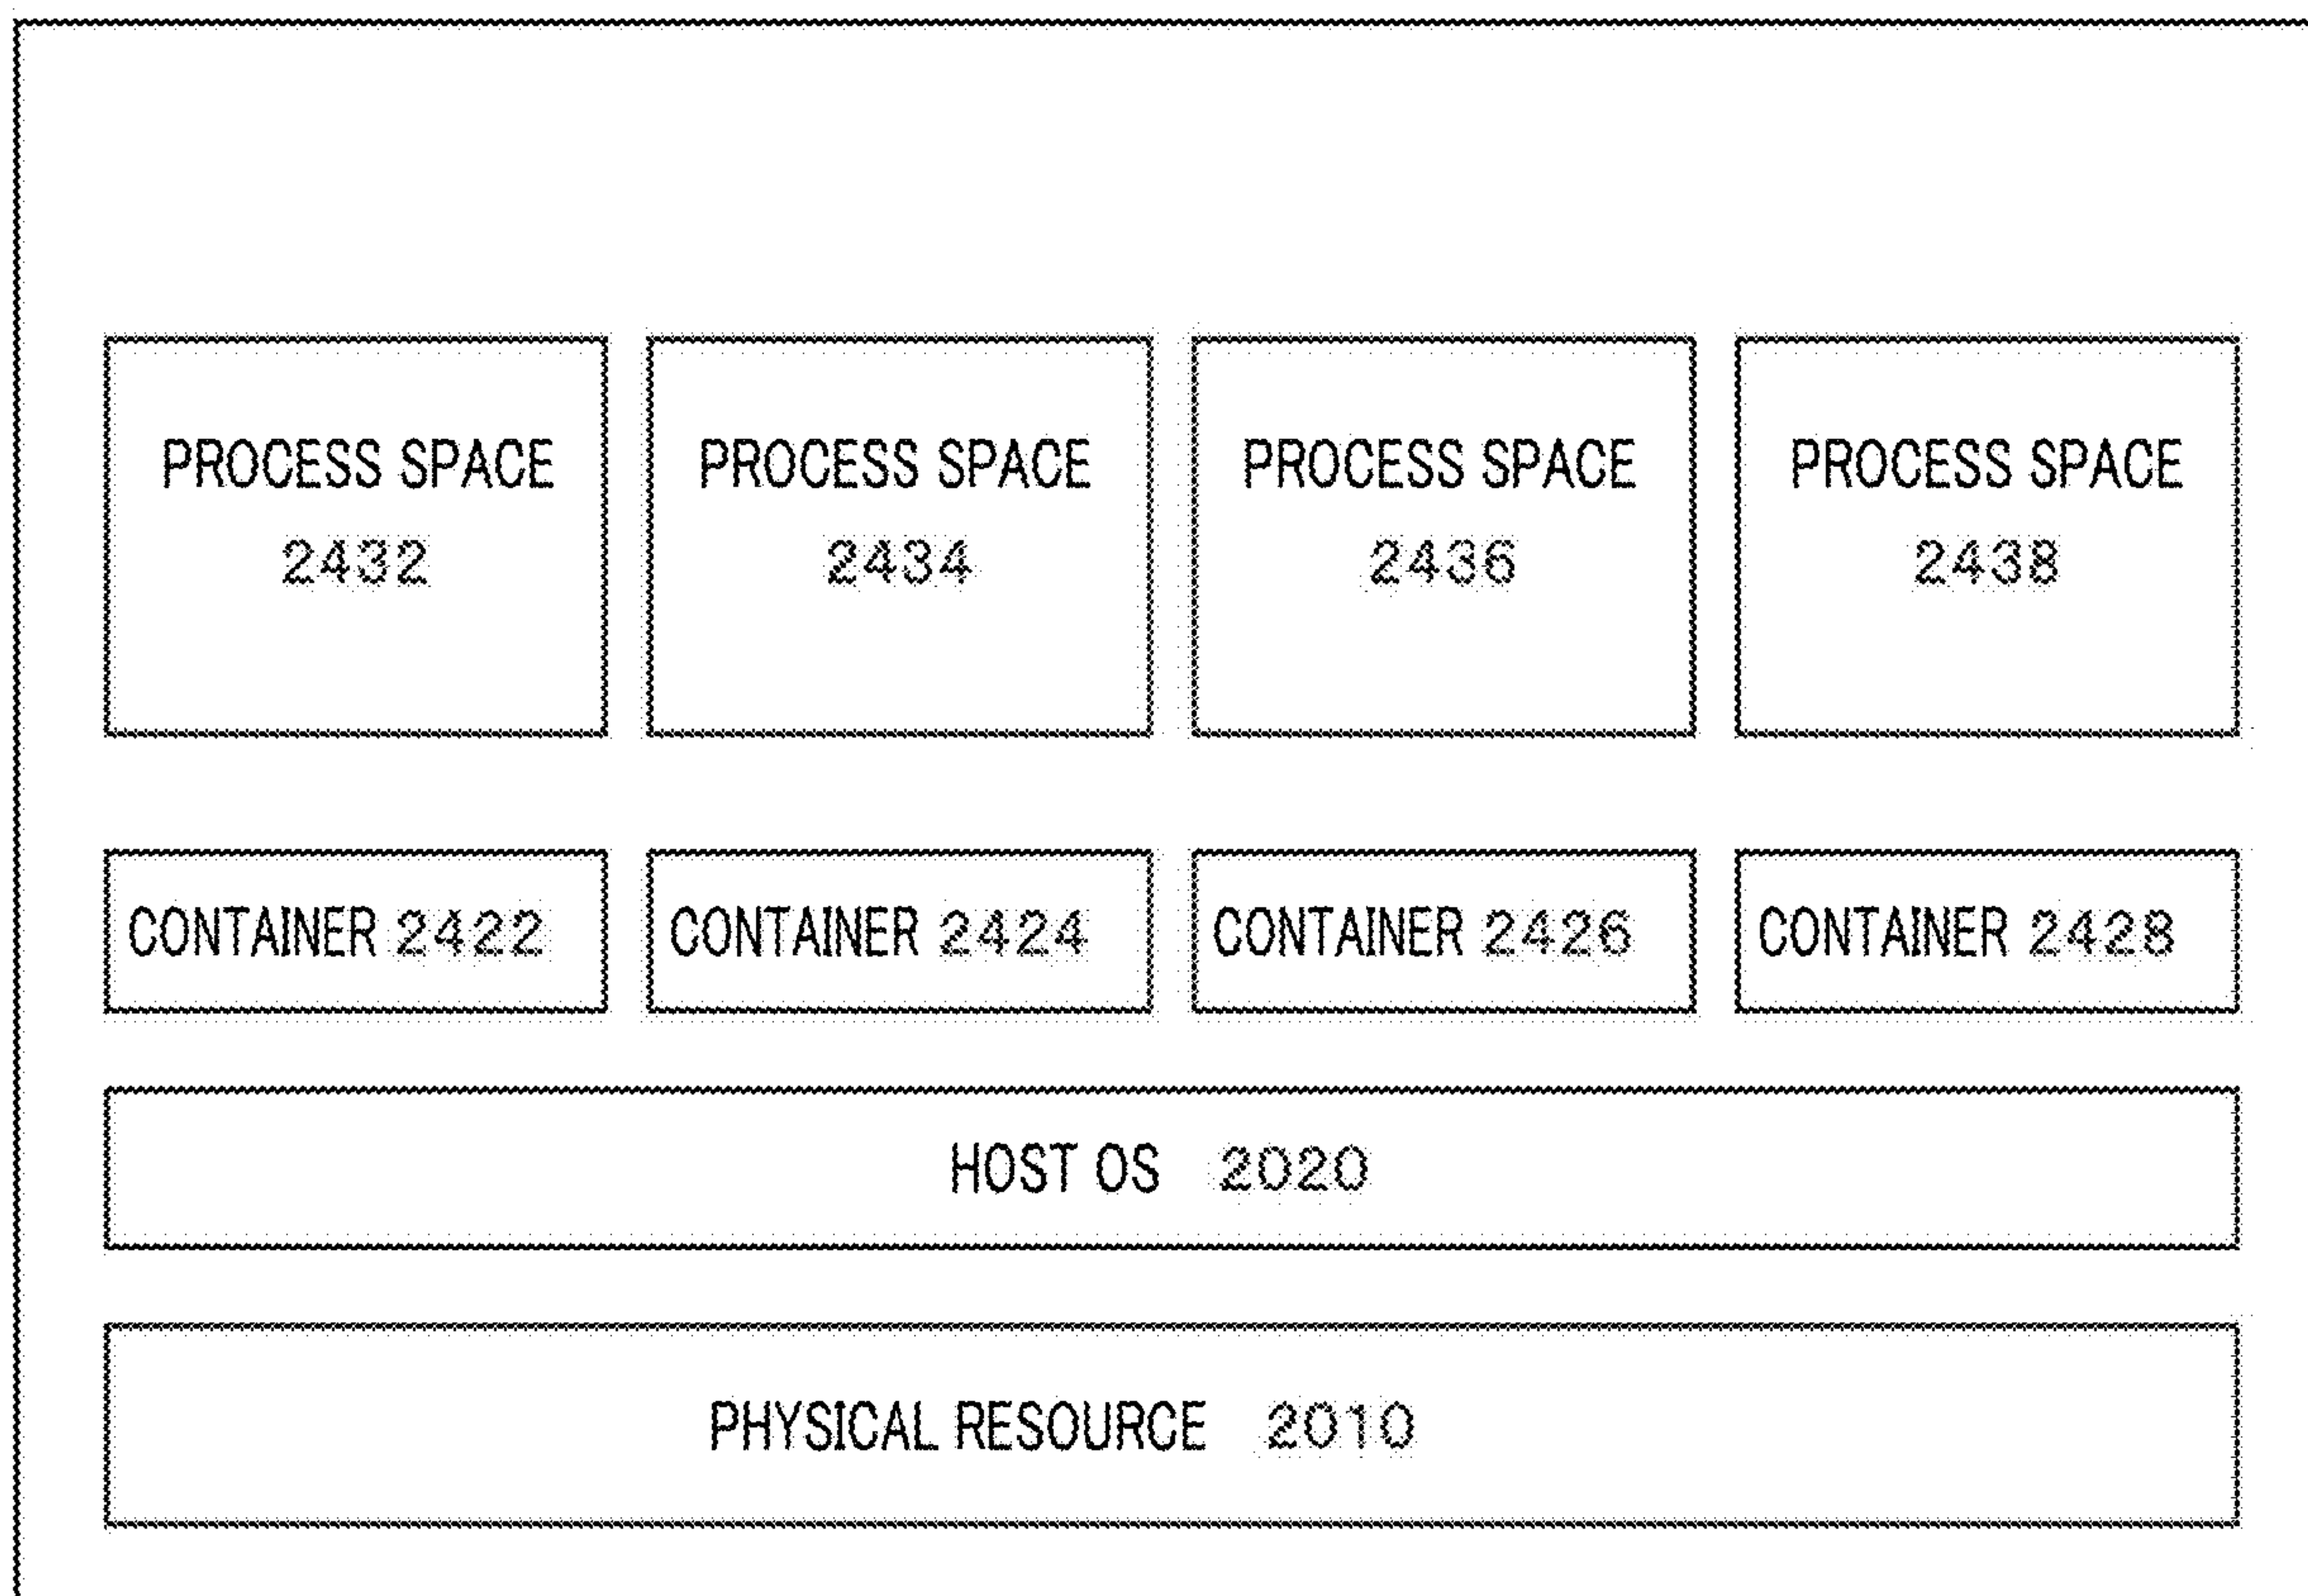 PROCESS SPACE
2432
PROCESS SPACE
2434
PROCESS SPACE
2436
PROCESS SPACE
2438
CONTAINER 2422
CONTAINER 2424
CONTAINER 2426
CONTAINER 2428
HOST OS 2020
PHYSICAL RESOURCE 2010